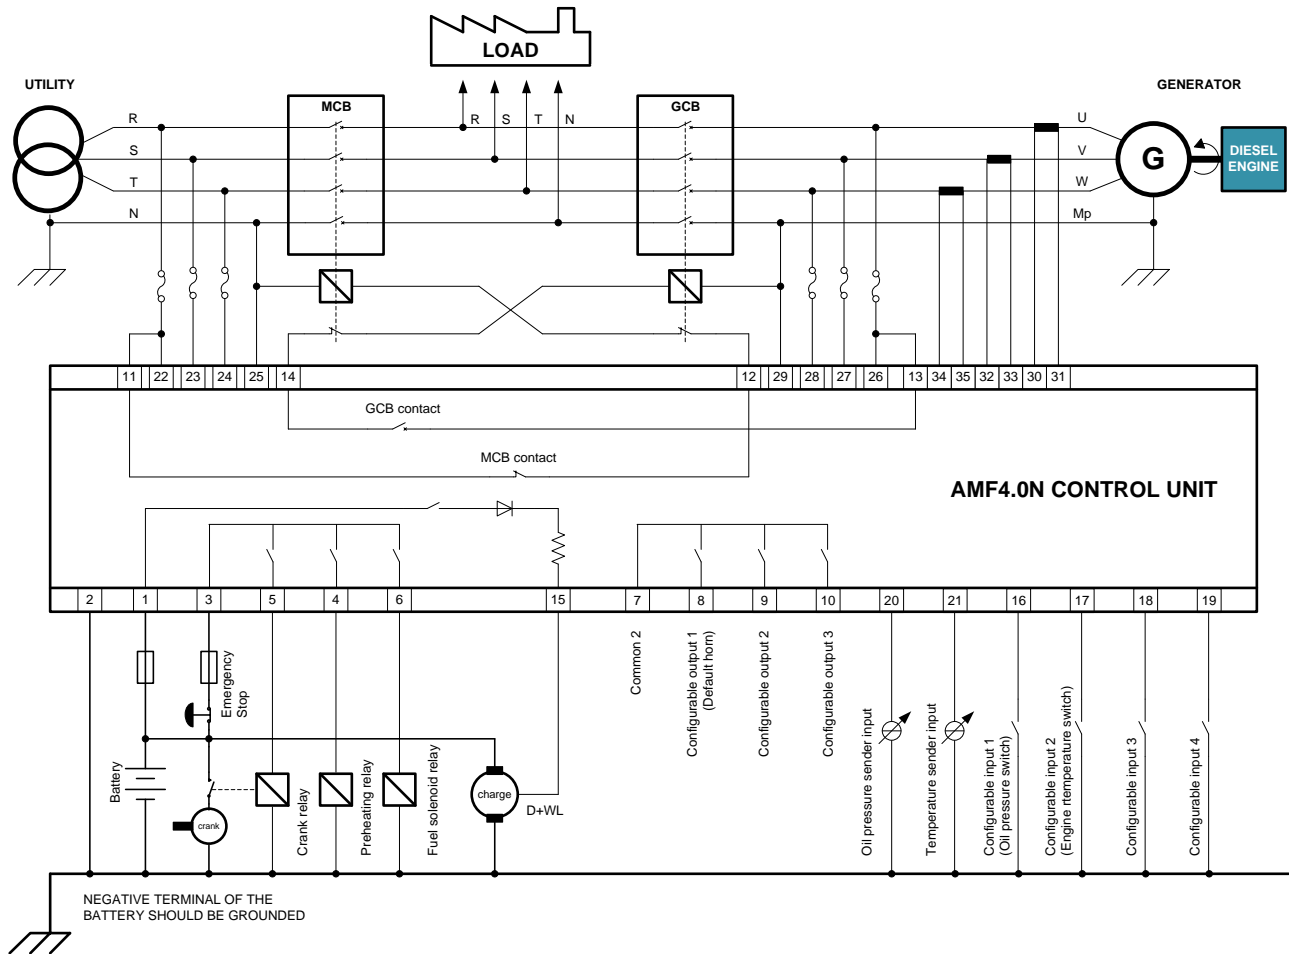 LOAD
UTILITY
GENERATOR
MCB
GCB
R
S
T
N
R
S
T
N
U
V
W
Mp
G
DIESEL
ENGINE
11
22
23
24
25
14
12
29
28
27
26
13
34
35
32
33
30
31
GCB contact
MCB contact
AMF4.0N CONTROL UNIT
2
1
3
5
4
6
15
7
8
9
10
20
21
16
17
18
19
Emergency
Stop
Battery
crank
Crank relay
Preheating relay
Fuel solenoid relay
charge
D+WL
Common 2
Configurable output 1
(Default horn)
Configurable output 2
Configurable output 3
Oil pressure sender input
Temperature sender input
Configurable input 1
(Oil pressure switch)
Configurable input 2
(Engine rtemperature switch)
Configurable input 3
Configurable input 4
NEGATIVE TERMINAL OF THE
BATTERY SHOULD BE GROUNDED